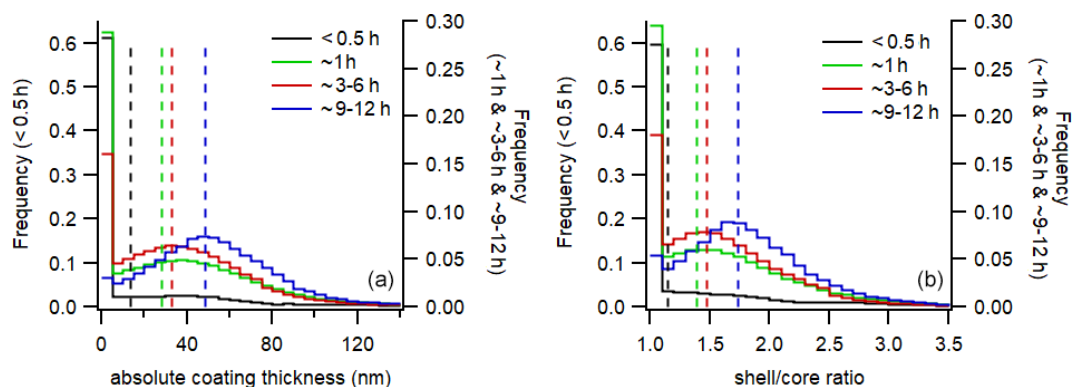 Frequency (< 0.5 h)
0.6
0.5
0.4
0.3
0.2
0.1
0.0
< 0.5 h
~1h
~3-6 h
~9-12 h
(a)
0.30
0.25
0.20
0.15
0.10
0.05
0.00
Frequency
(~1h & ~3-6 h & ~9-12 h)
0
40
80
120
absolute coating thickness (nm)
Frequency (< 0.5 h)
0.6
0.5
0.4
0.3
0.2
0.1
0.0
< 0.5 h
~1h
~3-6 h
~9-12 h
(b)
0.30
0.25
0.20
0.15
0.10
0.05
0.00
Frequency
(~1h & ~3-6 h & ~9-12 h)
1.0
1.5
2.0
2.5
3.0
3.5
shell/core ratio